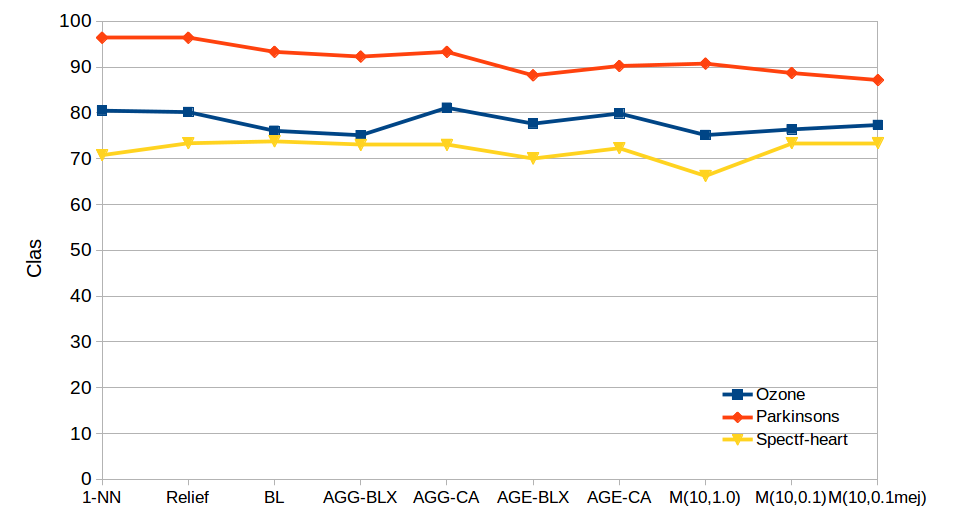 100
90
80
70
60
50
40
30
20
10
0
Clas
Ozone
Parkinsons
Spectf-heart
1-NN Relief BL AGG-BLX AGG-CA AGE-BLX AGE-CA M(10,1.0) M(10,0.1) M(10,0.1mej)